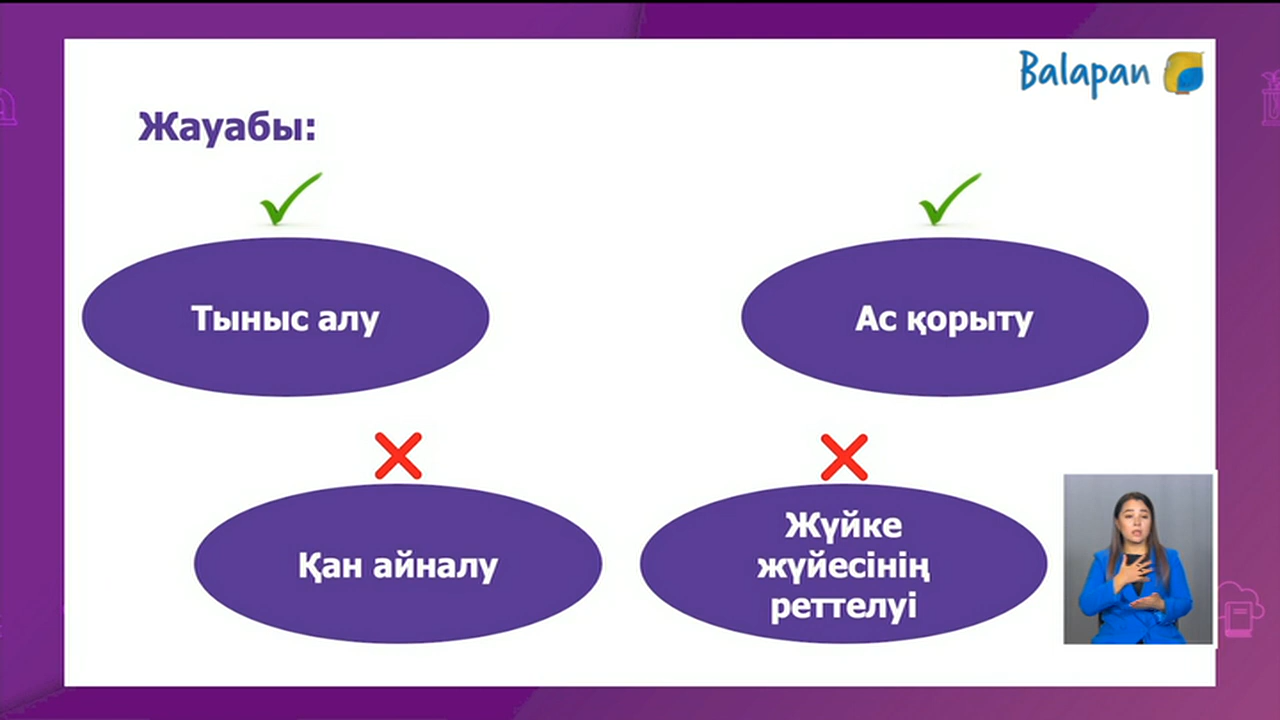 Balapan
Жауабы:
Тыныс алу
Ас қорыту
Қан айналу
Жүйке
жүйесінің
реттелуі